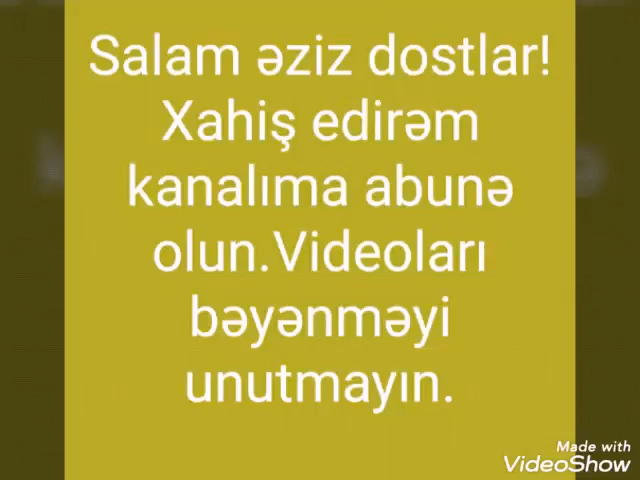 Salam əziz dostlar!
Xahiş edirəm
kanalıma abunə
olun.Videoları
bəyənməyi
unutmayın.
Made with
VideoShow